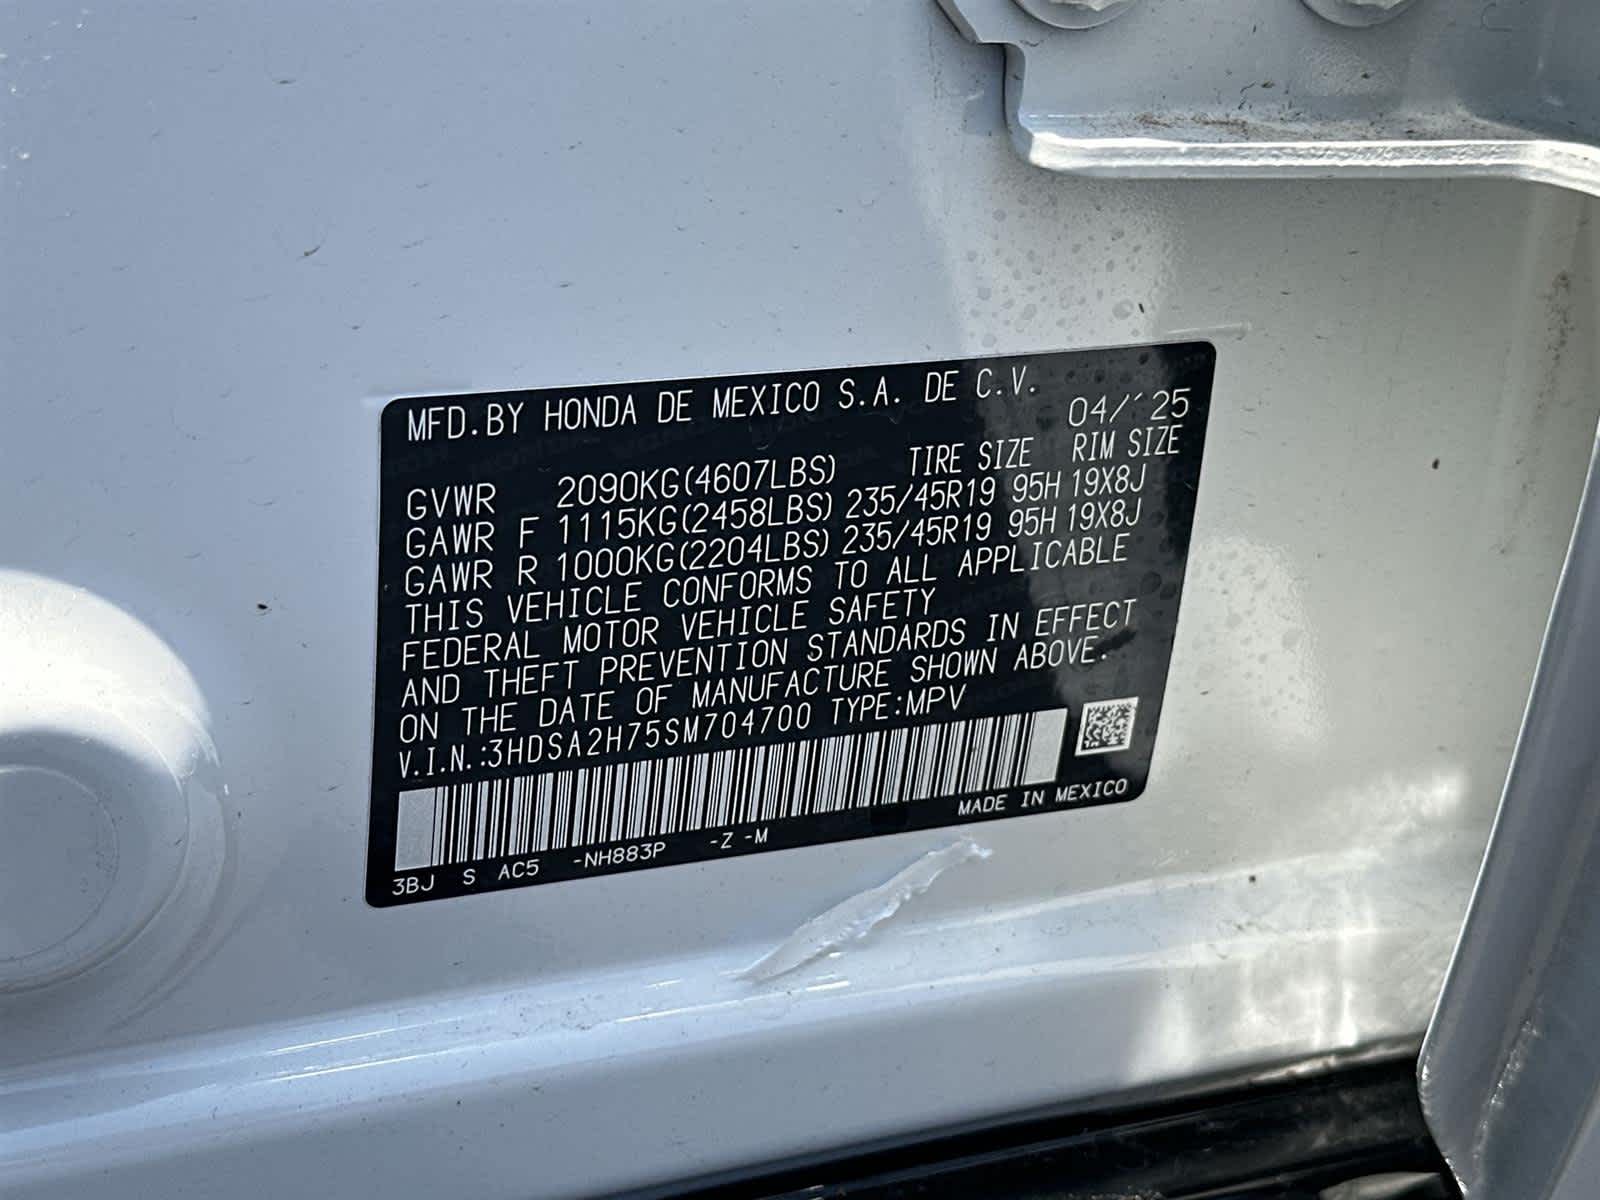 MFD.BY HONDA DE MEXICO S.A. DE C.V. 04/'25
TIRE SIZE RIM SIZE
GVWR 2090KG(4607LBS)
GAWR F 1115KG(2458LBS) 235/45R19 95H 19X8J
GAWR R 1000KG(2204LBS) 235/45R19 95H 19X8J
THIS VEHICLE CONFORMS TO ALL APPLICABLE
FEDERAL MOTOR VEHICLE SAFETY
AND THEFT PREVENTION STANDARDS IN EFFECT
ON THE DATE OF MANUFACTURE SHOWN ABOVE.
V.I.N.:3HDSA2H75SM704700 TYPE:MPV
MADE IN MEXICO
3BJ S AC5 -NH883P -Z -M